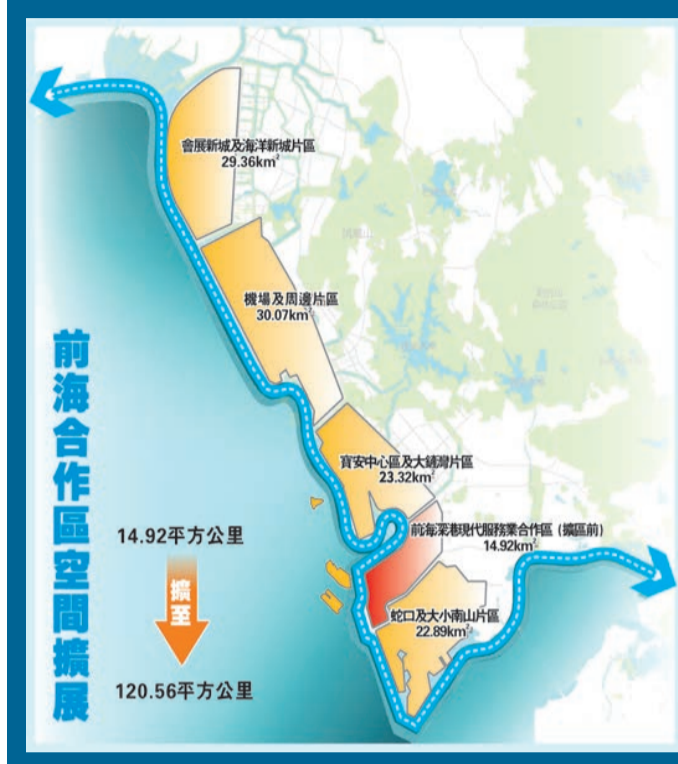 會展新城及海洋新城片區
29.36km²
機場及周邊片區
30.07km²
寶安中心區及大鏟灣片區
23.32km²
前海深港現代服務業合作區（擴區前）
14.92km²
蛇口及大小南山片區
22.89km²
前海合作區空間擴展
14.92平方公里
擴至
120.56平方公里